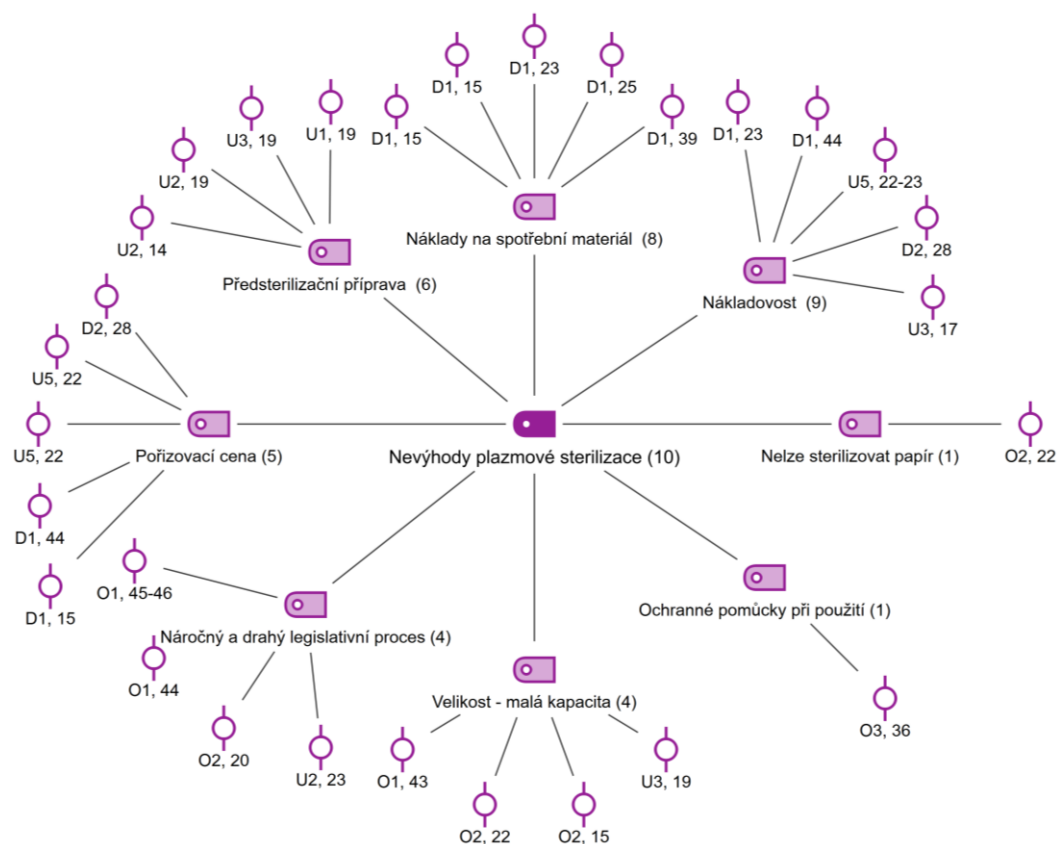 D1, 23
D1, 15
D1, 25
U3, 19
U1, 19
D1, 15
D1, 39
D1, 23
D1, 44
U2, 19
U5, 22-23
U2, 14
Náklady na spotřební materiál (8)
D2, 28
Předsterilizační příprava (6)
Nákladovost (9)
D2, 28
U3, 17
U5, 22
U5, 22
Pořizovací cena (5)
Nevýhody plazmové sterilizace (10)
Nelze sterilizovat papír (1)
O2, 22
D1, 44
O1, 45-46
D1, 15
Ochranné pomůcky při použití (1)
Náročný a drahý legislativní proces (4)
O1, 44
Velikost - malá kapacita (4)
O3, 36
O2, 20
U2, 23
O1, 43
U3, 19
O2, 22
O2, 15